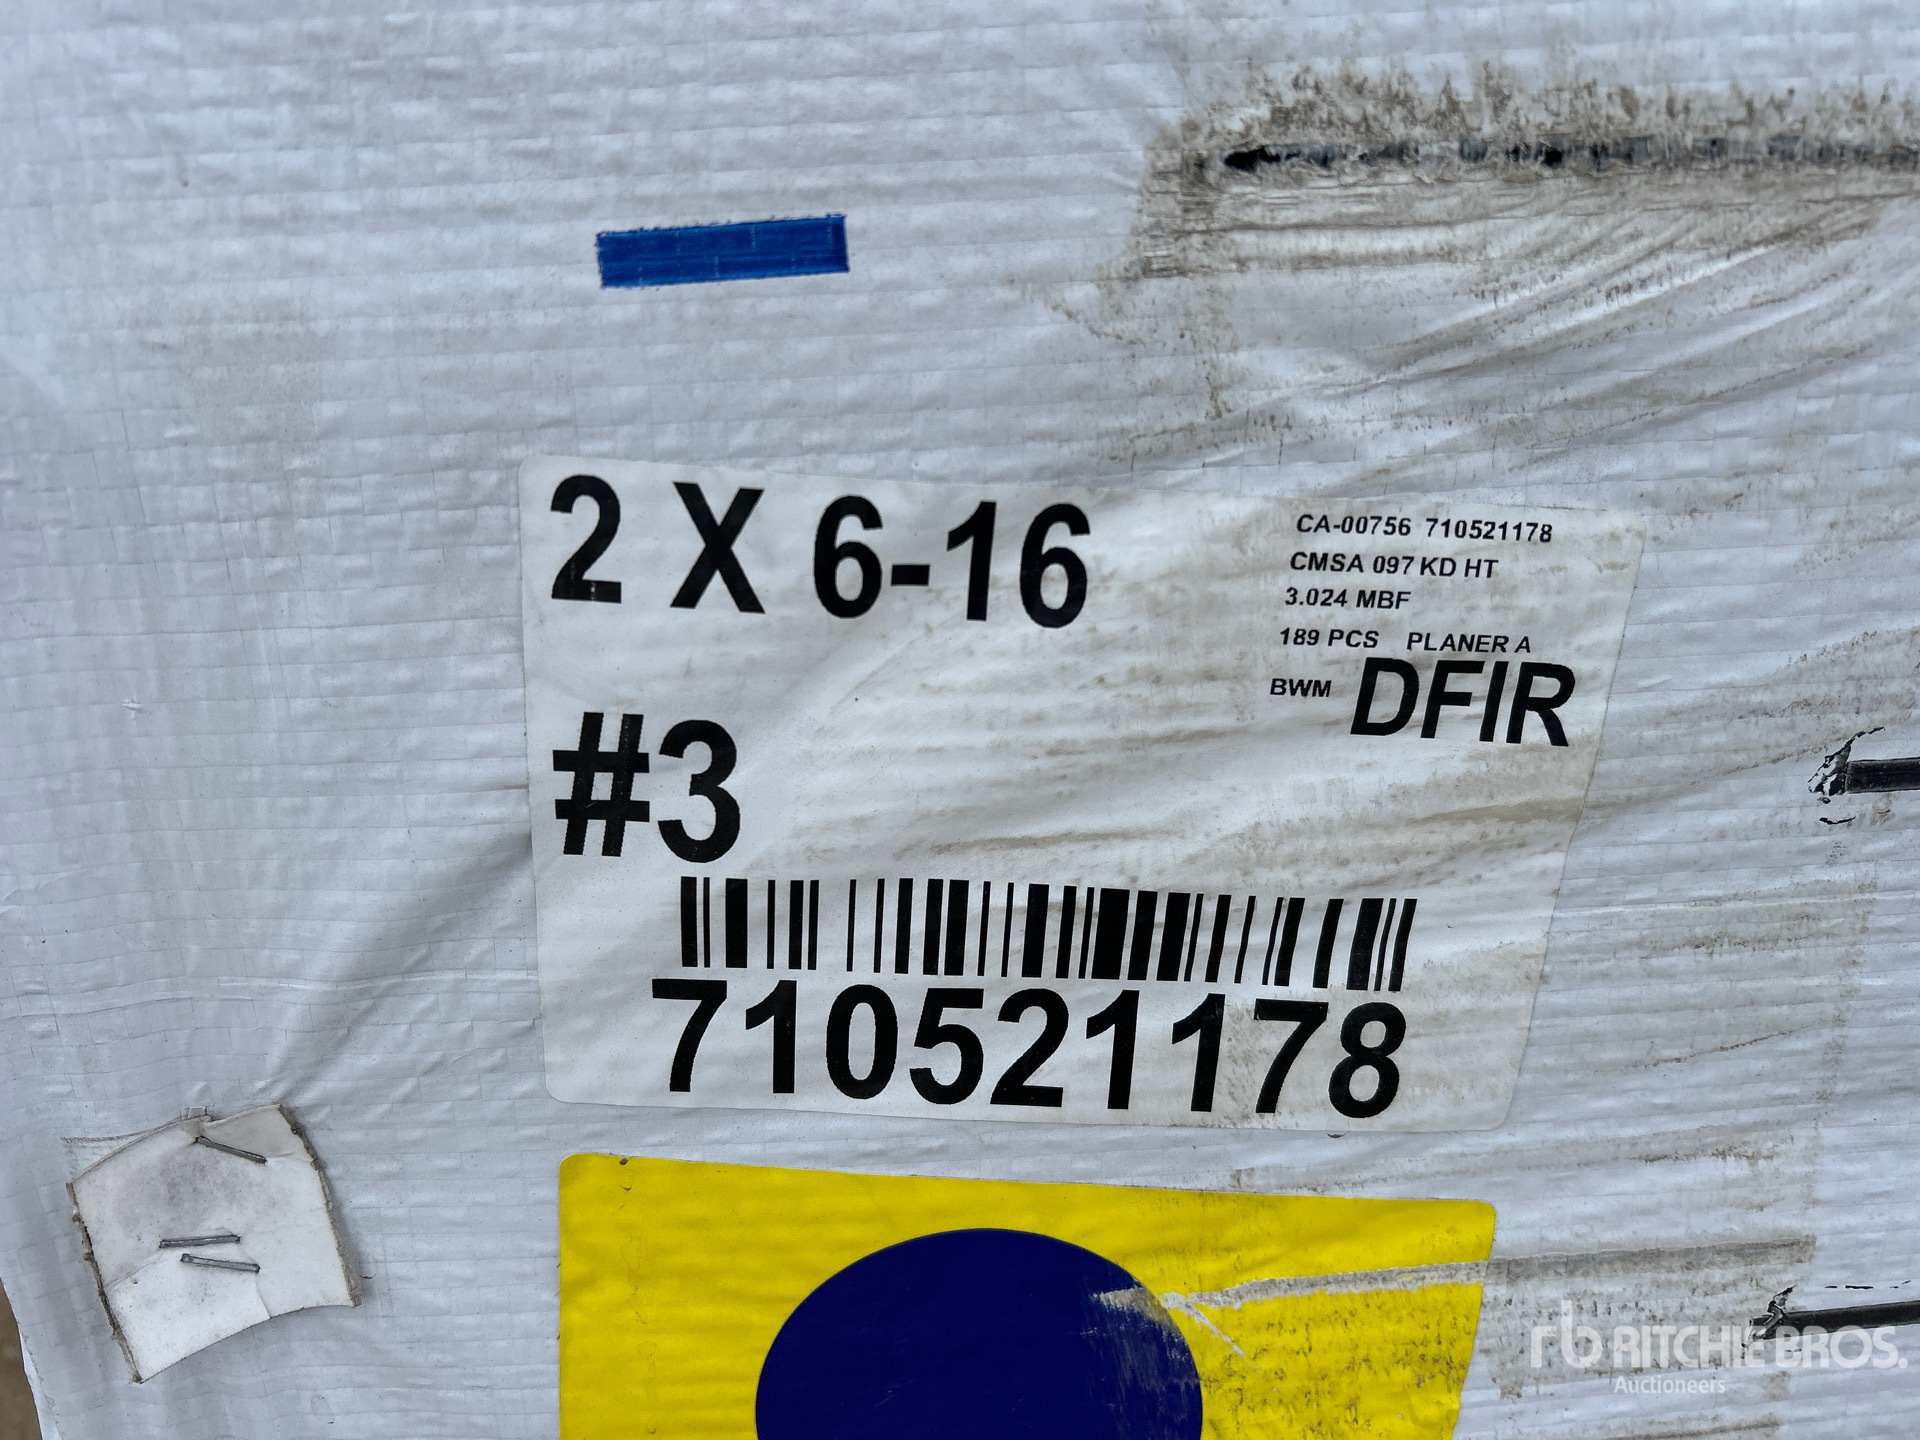 2 X 6-16
CA-00756 710521178
CMSA 097 KD HT
3.024 MBF
189 PCS PLANER A
BWM DFIR
#3
710521178
rb RITCHIE BROS.
Auctioneers